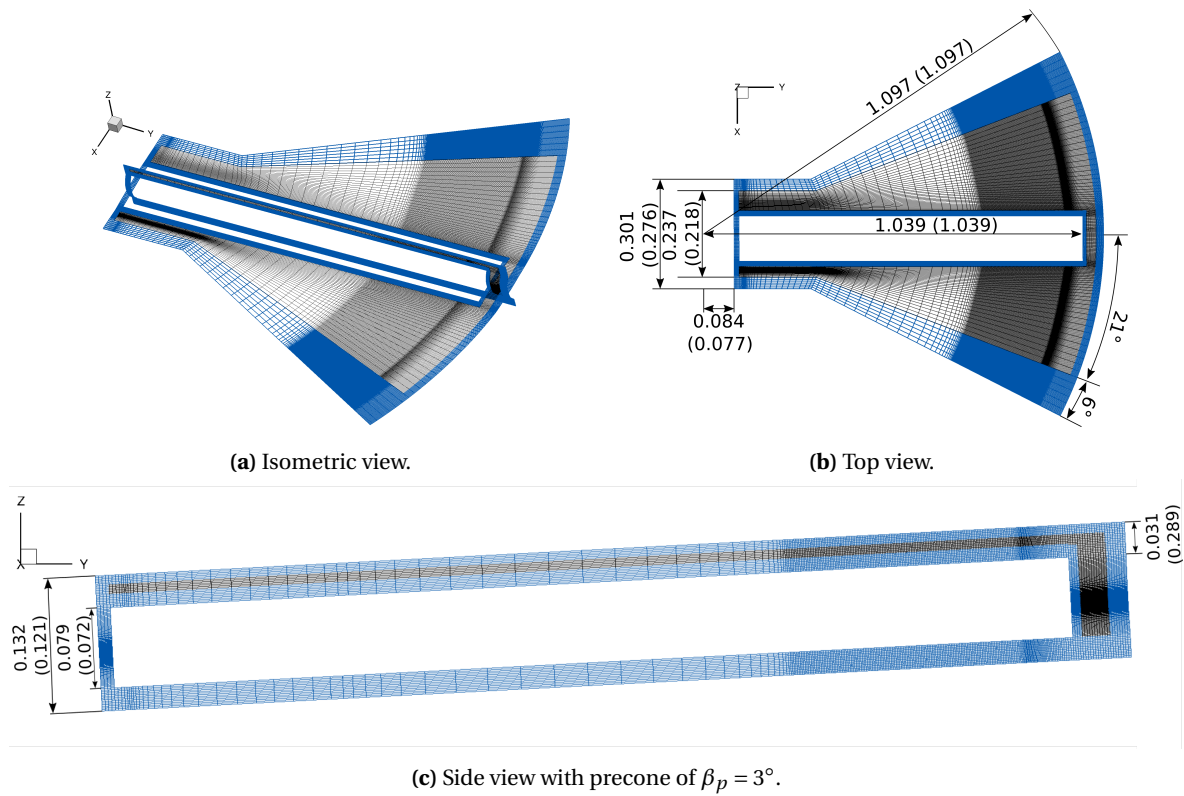 Z
Y
X
(a) Isometric view.
Z
Y
X
1.097 (1.097)
1.039 (1.039)
0.301
(0.276)
0.237
(0.218)
0.084
(0.077)
21°
6°
(b) Top view.
Z
X
Y
0.132
(0.121)
0.079
(0.072)
0.031
(0.289)
(c) Side view with precone of βp = 3°.